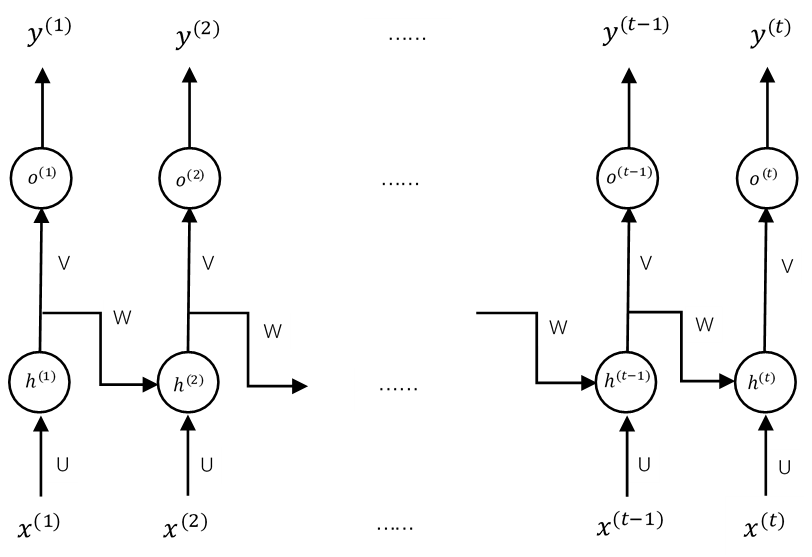 y⁽¹⁾ y⁽²⁾ ...... y⁽ᵗ⁻¹⁾ y⁽ᵗ⁾
o⁽¹⁾ o⁽²⁾ ...... o⁽ᵗ⁻¹⁾ o⁽ᵗ⁾
V V V V
W W W W
h⁽¹⁾ h⁽²⁾ ...... h⁽ᵗ⁻¹⁾ h⁽ᵗ⁾
U U U U
x⁽¹⁾ x⁽²⁾ ...... x⁽ᵗ⁻¹⁾ x⁽ᵗ⁾